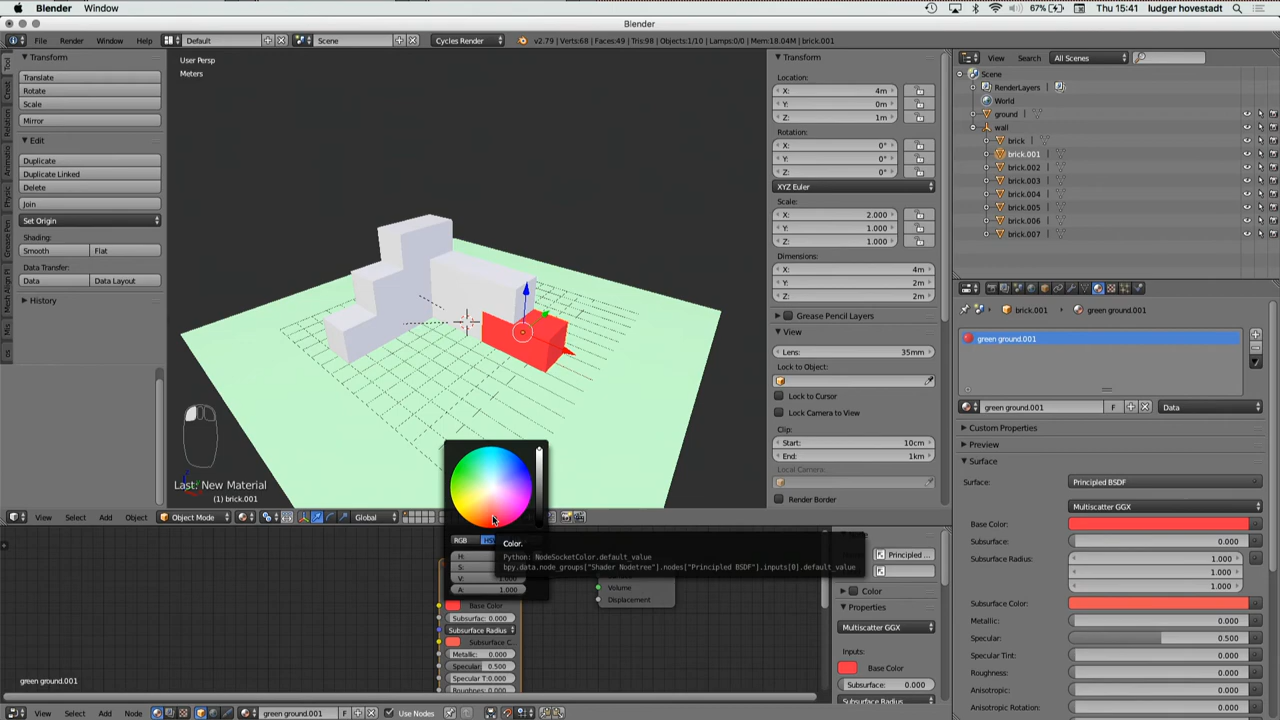 Blender Window 67% Thu 15:41 ludger hovestadt
Blender
File Render Window Help Default Scene Cycles Render v2.79 | Verts:68 | Faces:49 | Tris:98 | Objects:1/10 | Lamps:0/0 | Mem:18.04M | brick.001
Transform
Translate
Rotate
Scale
Mirror
Edit
Duplicate
Duplicate Linked
Delete
Join
Set Origin
Shading:
Smooth Flat
Data Transfer:
Data Data Layout
History
User Persp
Meters
Last: New Material
(1) brick.001
View Select Add Object Object Mode Global
Transform
Location:
X: 4m
Y: 0m
Z: 1m
Rotation:
X: 0°
Y: 0°
Z: 0°
XYZ Euler
Scale:
X: 2.000
Y: 1.000
Z: 1.000
Dimensions:
X: 4m
Y: 2m
Z: 2m
Grease Pencil Layers
View
Lens: 35mm
Lock to Object:
Lock to Cursor
Lock Camera to View
Clip:
Start: 10cm
End: 1km
Local Camera:
Render Border
View Search All Scenes
Scene
RenderLayers
World
ground
wall
brick
brick.001
brick.002
brick.003
brick.004
brick.005
brick.006
brick.007
brick.001 green ground.001
green ground.001
green ground.001 F Data
Custom Properties
Preview
Surface
Surface: Principled BSDF
Multiscatter GGX
Base Color:
Subsurface: 0.000
Subsurface Radius: 1.000
1.000
1.000
Subsurface Color:
Metallic: 0.000
Specular: 0.500
Specular Tint: 0.000
Roughness: 0.000
Anisotropic: 0.000
Anisotropic Rotation: 0.000
RGB
H:
S:
V: 1.000
A: 1.000
Color.
Python: NodeSocketColor.default_value
bpy.data.node_groups["Shader Nodetree"].nodes["Principled BSDF"].inputs[0].default_value
Volume
Displacement
Base Color
Subsurfac: 0.000
Subsurface Radius
Subsurface C...
Metallic: 0.000
Specular: 0.500
Specular T:0.000
Roughness: 0.000
Principled ...
Color
Properties
Multiscatter GGX
Inputs:
Base Color
Subsurface: 0.000
Subsurface Radius
green ground.001
View Select Add Node green ground.001 F Use Nodes